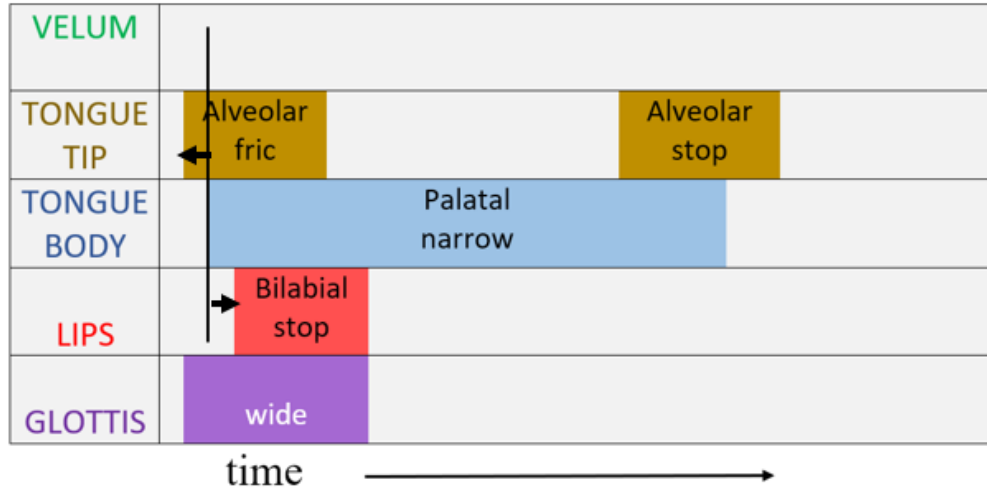 VELUM
TONGUE
TIP
Alveolar
fric
Alveolar
stop
TONGUE
BODY
Palatal
narrow
LIPS
Bilabial
stop
GLOTTIS
wide
time